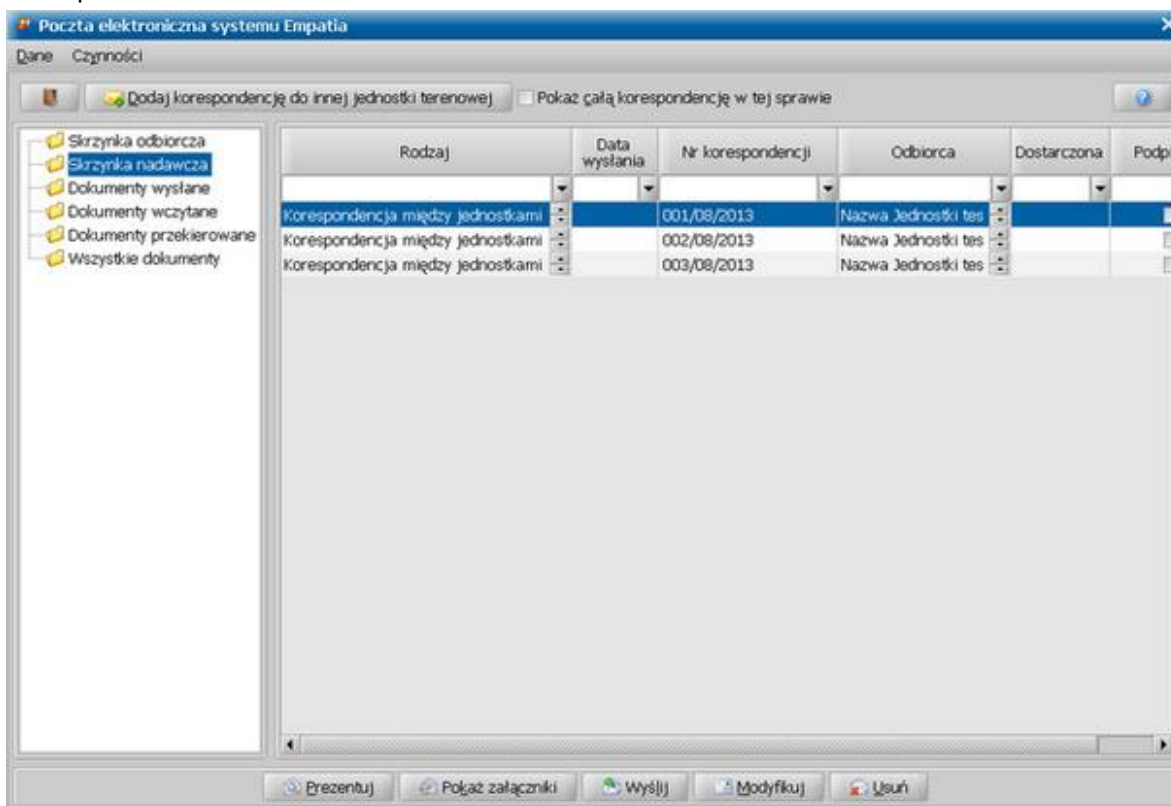 Poczta elektroniczna systemu Empatia
Dane Czynności
Dodaj korespondencję do innej jednostki terenowej Pokaż całą korespondencję w tej sprawie
Skrzynka odbiorcza
Skrzynka nadawcza
Dokumenty wysłane
Dokumenty wczytane
Dokumenty przekierowane
Wszystkie dokumenty
Rodzaj Data wysłania Nr korespondencji Odbiorca Dostarczona Podpi
Korespondencja między jednostkami 001/08/2013 Nazwa Jednostki tes
Korespondencja między jednostkami 002/08/2013 Nazwa Jednostki tes
Korespondencja między jednostkami 003/08/2013 Nazwa Jednostki tes
Prezentuj Pokaż załączniki Wyślij Modyfikuj Usuń